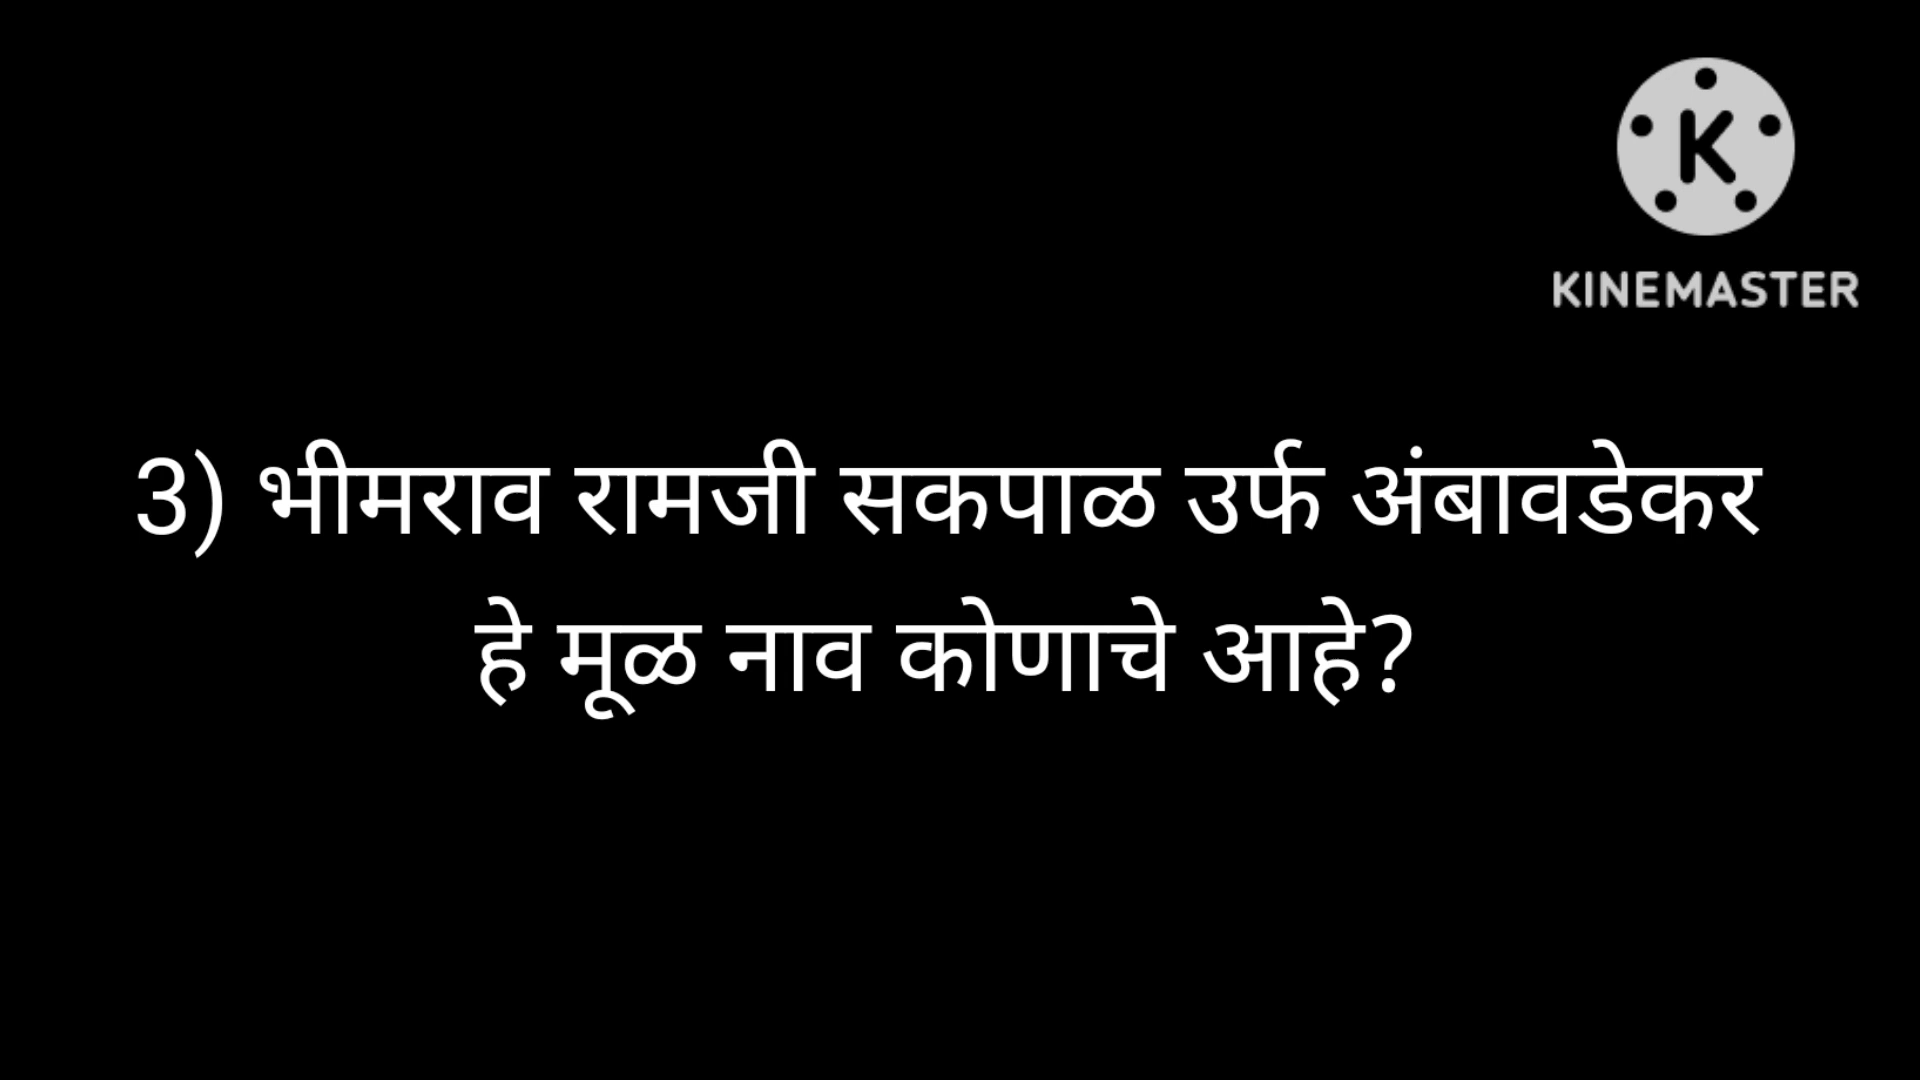 K
KINEMASTER
3) भीमराव रामजी सकपाळ उर्फ अंबावडेकर
हे मूळ नाव कोणाचे आहे?